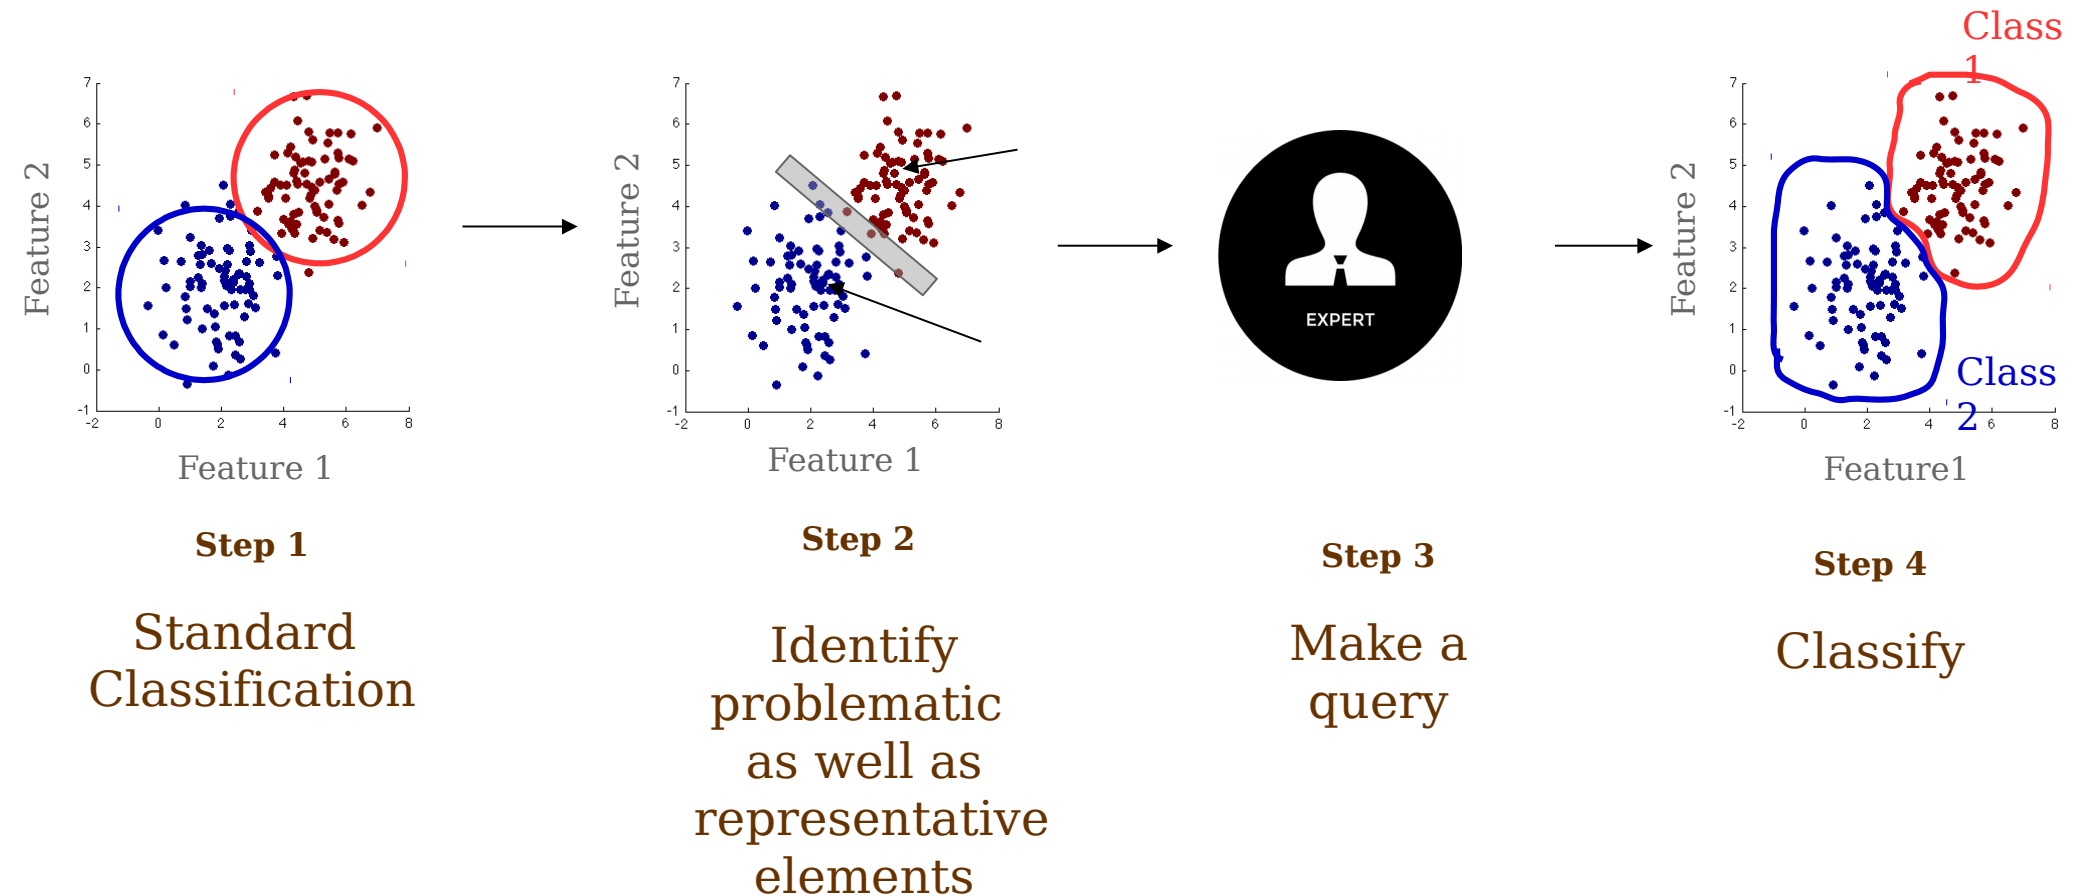 Class
1
7
6
5
4
3
2
1
0
-1
-2
0
2
4
6
8
Feature 2
Feature 1
7
6
5
4
3
2
1
0
-1
-2
0
2
4
6
8
Feature 2
Feature 1
EXPERT
7
6
5
4
3
2
1
0
-1
-2
0
2
4
6
8
Feature 2
Feature1
Class
2
Step 1
Standard
Classification
Step 2
Identify
problematic
as well as
representative
elements
Step 3
Make a
query
Step 4
Classify